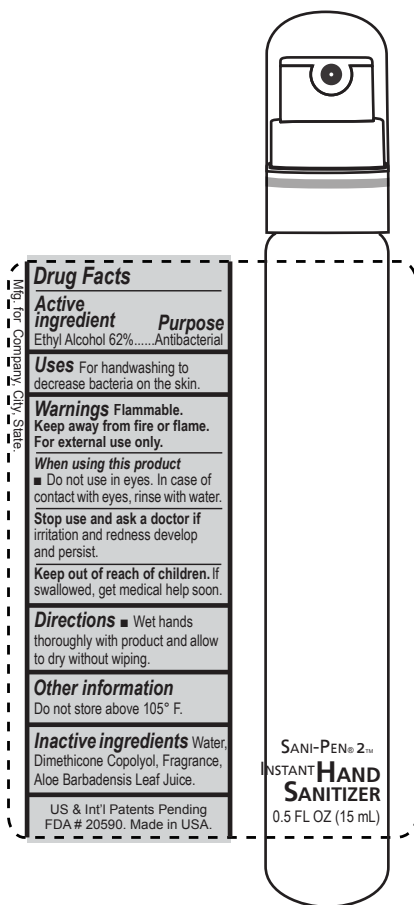 Mfg. for Company, City, State.
Drug Facts
Active
ingredient Purpose
Ethyl Alcohol 62%......Antibacterial
Uses For handwashing to
decrease bacteria on the skin.
Warnings Flammable.
Keep away from fire or flame.
For external use only.
When using this product
■ Do not use in eyes. In case of
contact with eyes, rinse with water.
Stop use and ask a doctor if
irritation and redness develop
and persist.
Keep out of reach of children. If
swallowed, get medical help soon.
Directions ■ Wet hands
thoroughly with product and allow
to dry without wiping.
Other information
Do not store above 105° F.
Inactive ingredients Water,
Dimethicone Copolyol, Fragrance,
Aloe Barbadensis Leaf Juice.
US & Int'l Patents Pending
FDA # 20590. Made in USA.
SANI-PEN® 2™
INSTANT HAND
SANITIZER
0.5 FL OZ (15 mL)